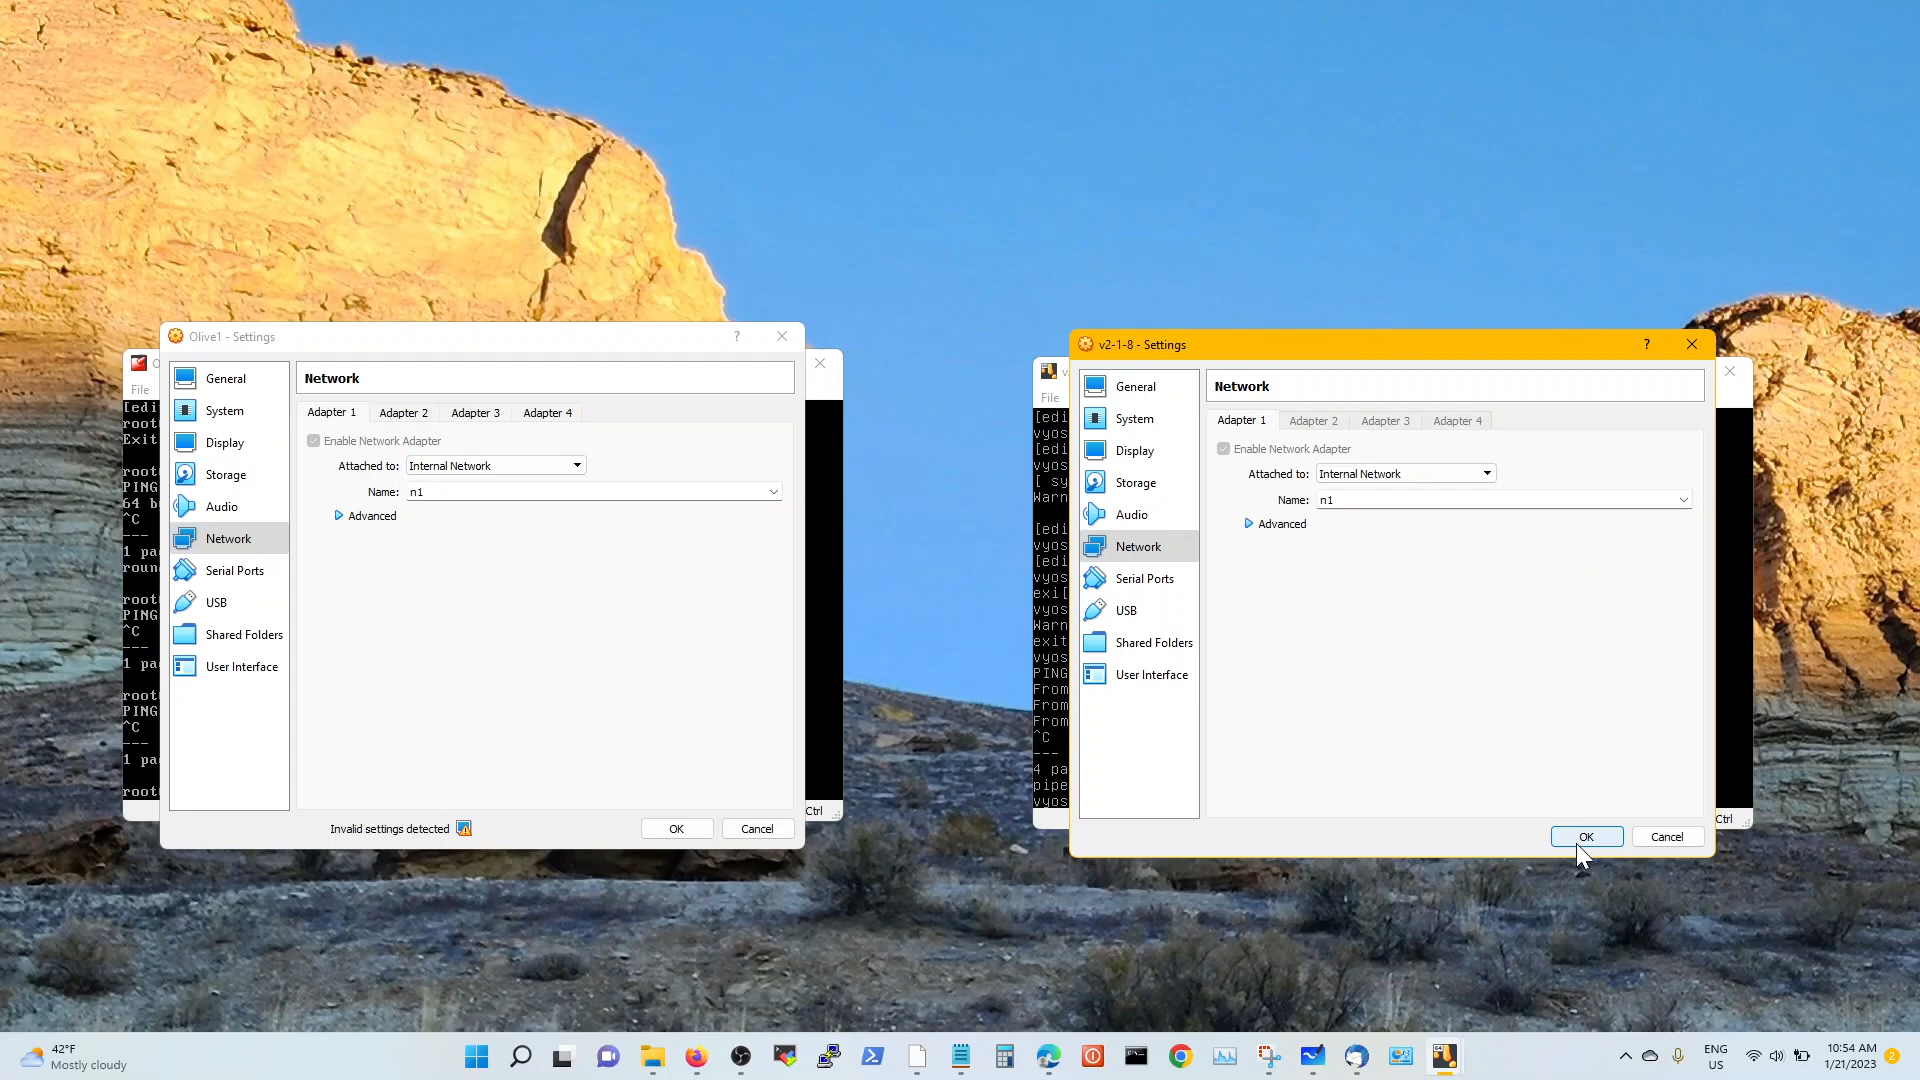 Olive1 - Settings
?
File
General
System
Display
Storage
Audio
Network
Serial Ports
USB
Shared Folders
User Interface
Network
Adapter 1
Adapter 2
Adapter 3
Adapter 4
Enable Network Adapter
Attached to: Internal Network
Name: n1
Advanced
Invalid settings detected
OK
Cancel
[edi
root
Exit
root
PING
64 b
^C
---
1 pa
roun
root
PING
^C
---
1 pa
root
PING
^C
---
1 pa
root
Ctrl
v2-1-8 - Settings
?
File
General
System
Display
Storage
Audio
Network
Serial Ports
USB
Shared Folders
User Interface
Network
Adapter 1
Adapter 2
Adapter 3
Adapter 4
Enable Network Adapter
Attached to: Internal Network
Name: n1
Advanced
OK
Cancel
[edi
vyos
[edi
vyos
[ sy
Warn
[edi
vyos
[edi
vyos
exi[
vyos
Warn
exit
vyos
PING
From
From
From
^C
---
4 pa
pipe
vyos
Ctrl
42°F
Mostly cloudy
ENG
US
10:54 AM
1/21/2023
2